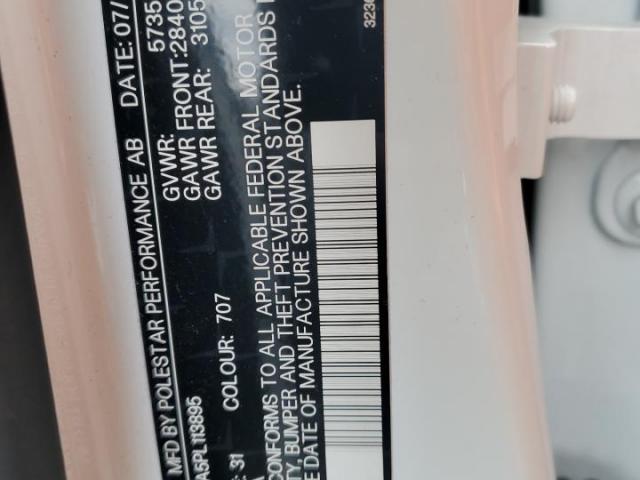 MFD BY POLESTAR PERFORMANCE AB DATE: 07/
GVWR: 5735
GAWR FRONT: 2840
GAWR REAR: 3105
A5PL113895
31 COLOUR: 707
CONFORMS TO ALL APPLICABLE FEDERAL MOTOR
TY, BUMPER AND THEFT PREVENTION STANDARDS
E DATE OF MANUFACTURE SHOWN ABOVE.
3236